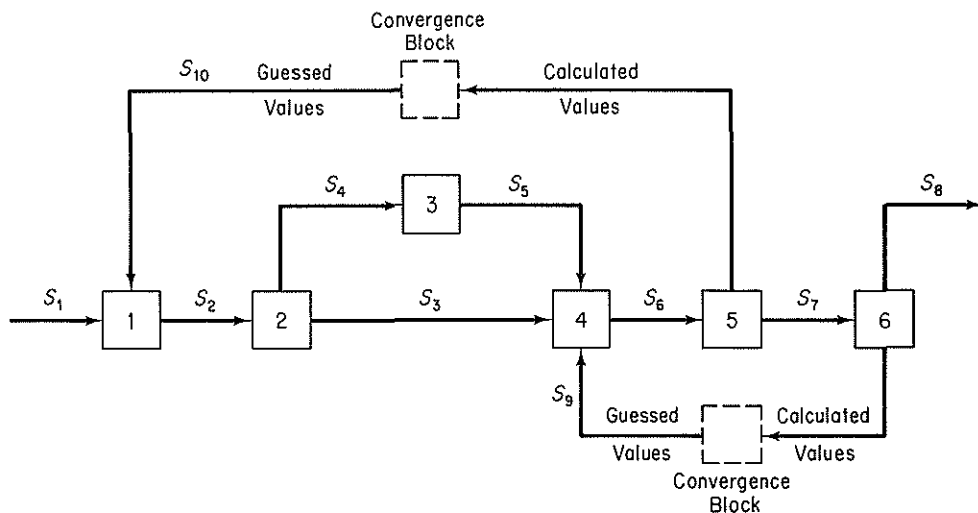 Convergence
Block
S10
Guessed
Values
Calculated
Values
S4
3
S5
S8
S1
1
S2
2
S3
4
S6
5
S7
6
S9
Guessed
Values
Calculated
Values
Convergence
Block